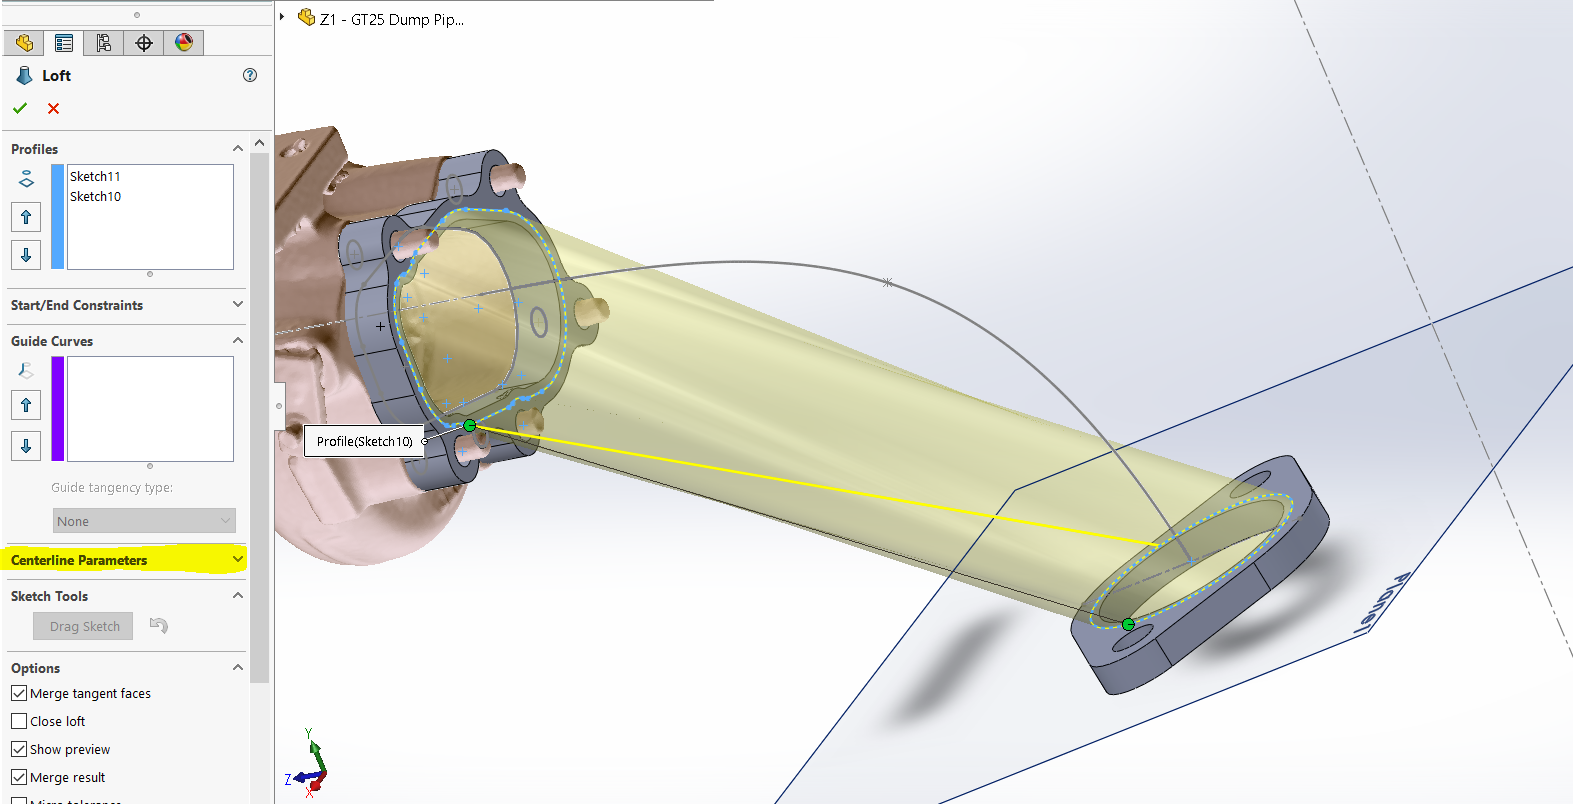 Z1 - GT25 Dump Pip...
Loft
Profiles
Sketch11
Sketch10
Start/End Constraints
Guide Curves
Profile(Sketch10)
Guide tangency type:
None
Centerline Parameters
Sketch Tools
Drag Sketch
Plane1
Options
Merge tangent faces
Close loft
Show preview
Merge result
Y
Z
X